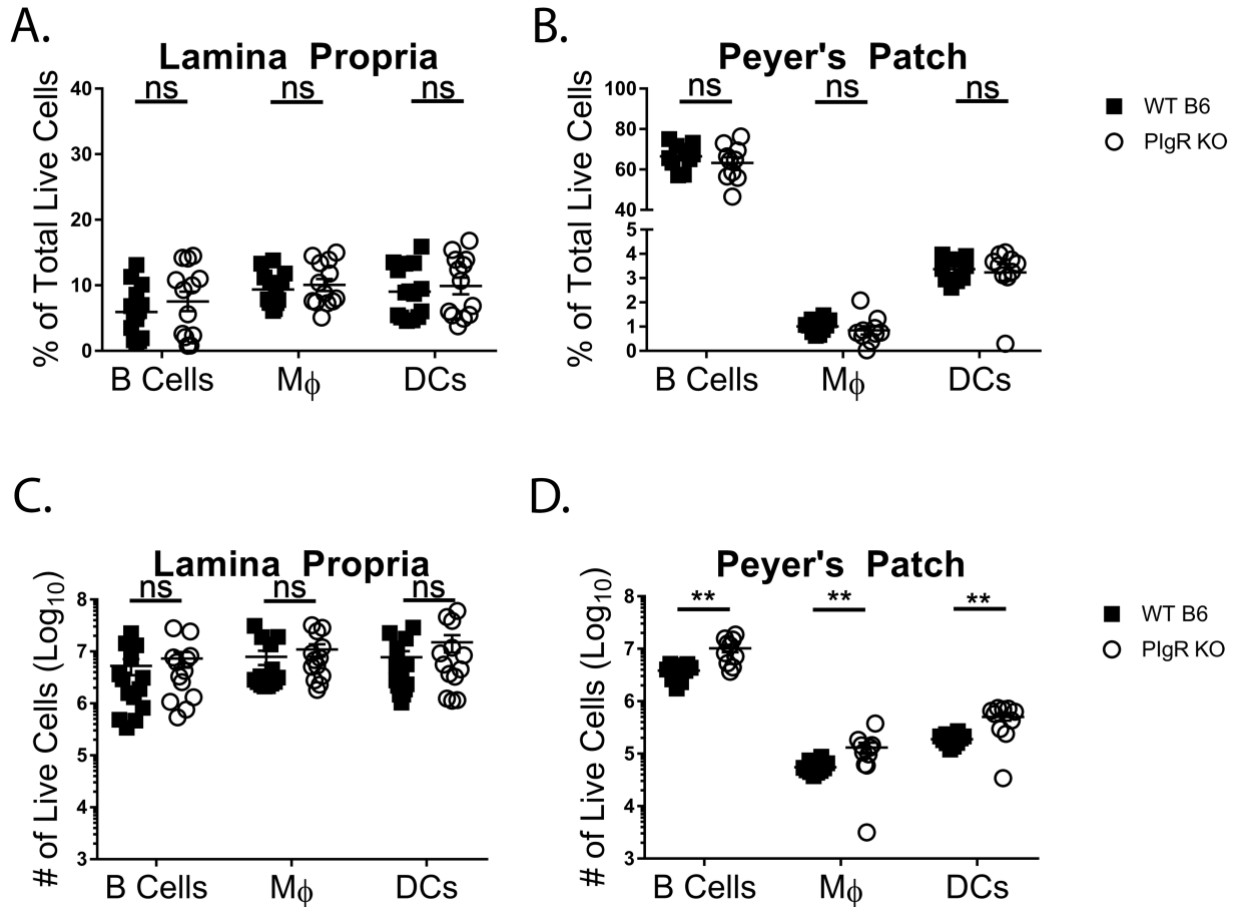 A.
Lamina Propria
ns ns ns
% of Total Live Cells
40
30
20
10
0
B Cells Mϕ DCs
B.
Peyer's Patch
ns ns ns
% of Total Live Cells
100
80
60
40
5
4
3
2
1
0
B Cells Mϕ DCs
WT B6
PIgR KO
C.
Lamina Propria
ns ns ns
# of Live Cells (Log10)
8
7
6
5
4
3
B Cells Mϕ DCs
D.
Peyer's Patch
** ** **
# of Live Cells (Log10)
8
7
6
5
4
3
B Cells Mϕ DCs
WT B6
PIgR KO